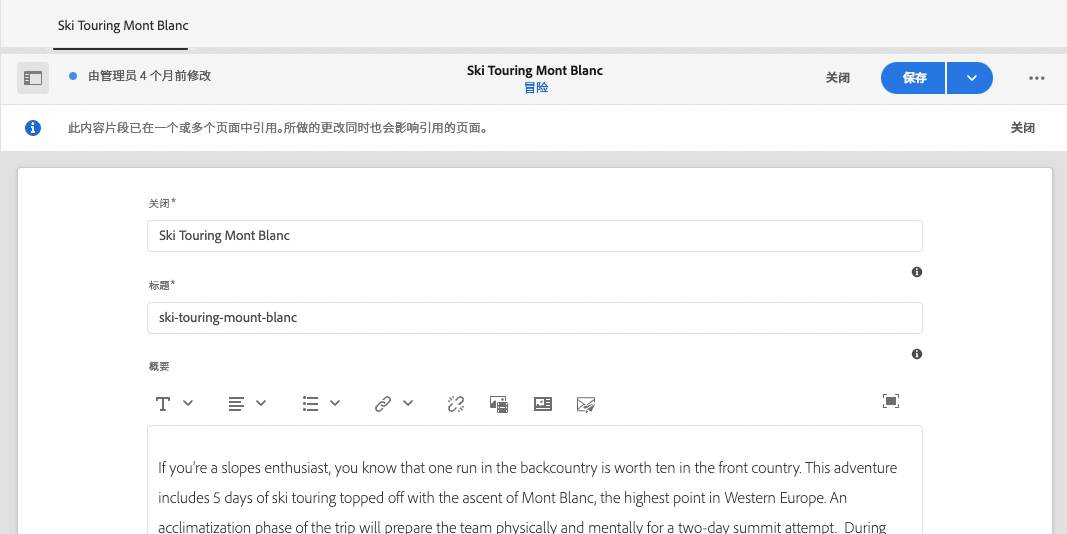 Ski Touring Mont Blanc
由管理员 4 个月前修改
Ski Touring Mont Blanc
冒险
关闭
保存
此内容片段已在一个或多个页面中引用。所做的更改同时也会影响引用的页面。
关闭
关闭*
Ski Touring Mont Blanc
标题*
ski-touring-mount-blanc
概要
If you're a slopes enthusiast, you know that one run in the backcountry is worth ten in the front country. This adventure
includes 5 days of ski touring topped off with the ascent of Mont Blanc, the highest point in Western Europe. An
acclimatization phase of the trip will prepare the team physically and mentally for a two-day summit attempt. During